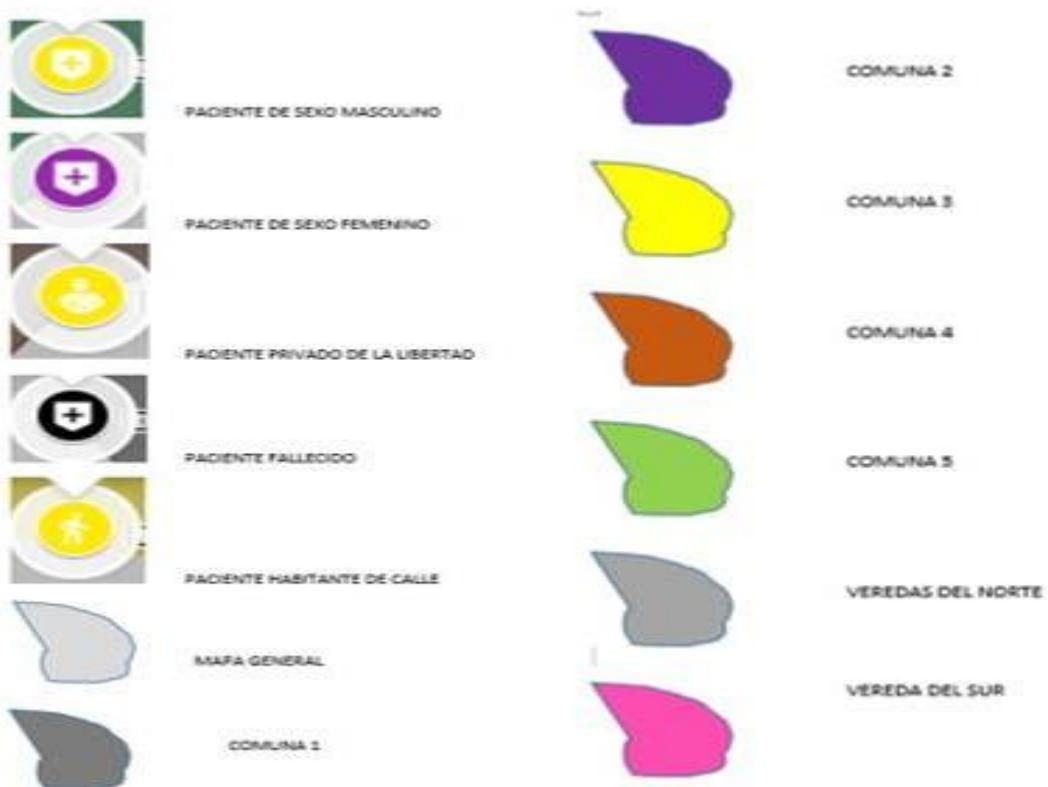 PACIENTE DE SEXO MASCULINO
PACIENTE DE SEXO FEMENINO
PACIENTE PRIVADO DE LA LIBERTAD
PACIENTE FALLECIDO
PACIENTE HABITANTE DE CALLE
MAPA GENERAL
COMUNA 1
COMUNA 2
COMUNA 3
COMUNA 4
COMUNA 5
VEREDAS DEL NORTE
VEREDA DEL SUR